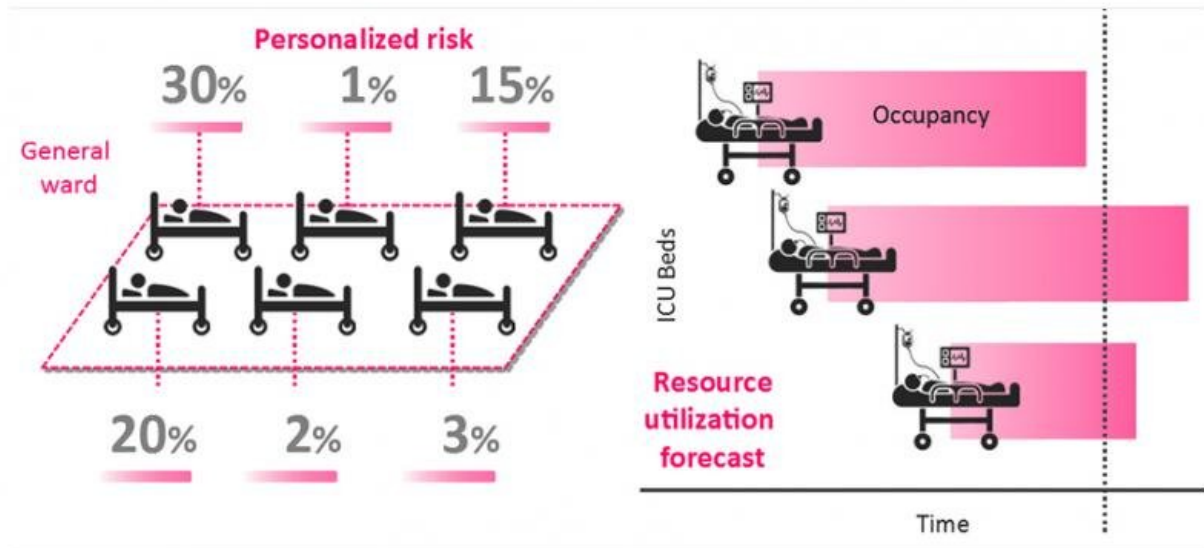 Personalized risk
30%
1%
15%
General
ward
20%
2%
3%
Occupancy
ICU Beds
Resource
utilization
forecast
Time